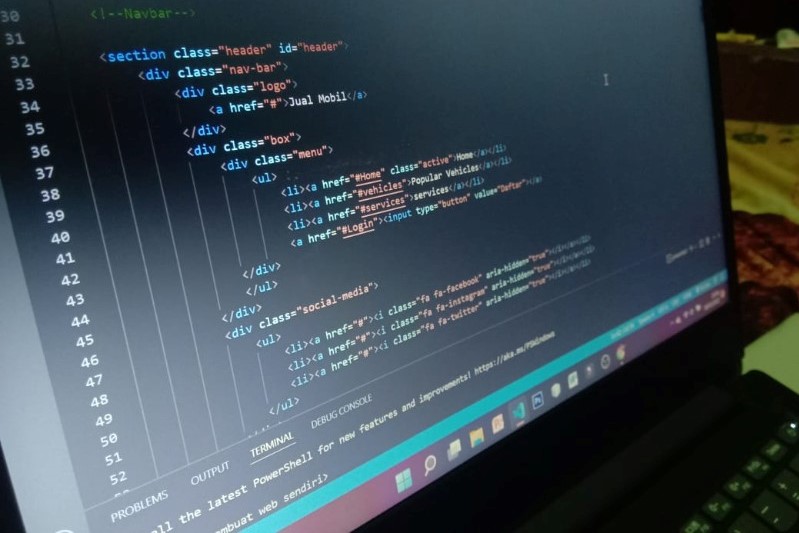 30 <!--Navbar-->
31
32 <section class="header" id="header">
33 <div class="nav-bar">
34 <div class="logo">
35 <a href="#">Jual Mobil</a>
36 </div>
37 <div class="box">
38 <div class="menu">
39 <ul>
40 <li><a href="#Home" class="active">Home</a></li>
41 <li><a href="#vehicles">Popular Vehicles</a></li>
42 <li><a href="#services">services</a></li>
43 <a href="#Login"><input type="button" value="Daftar"></a>
44
45 </div>
46 </ul>
47 </div>
48 <div class="social-media">
49 <ul>
50 <li><a href="#"><i class="fa fa-facebook" aria-hidden="true"></i></a></li>
51 <li><a href="#"><i class="fa fa-instagram" aria-hidden="true"></i></a></li>
52 <li><a href="#"><i class="fa fa-twitter" aria-hidden="true"></i></a></li>
</ul>
PROBLEMS OUTPUT TERMINAL DEBUG CONSOLE
all the latest PowerShell for new features and improvements! https://aka.ms/PSWindows
buat web sendiri>